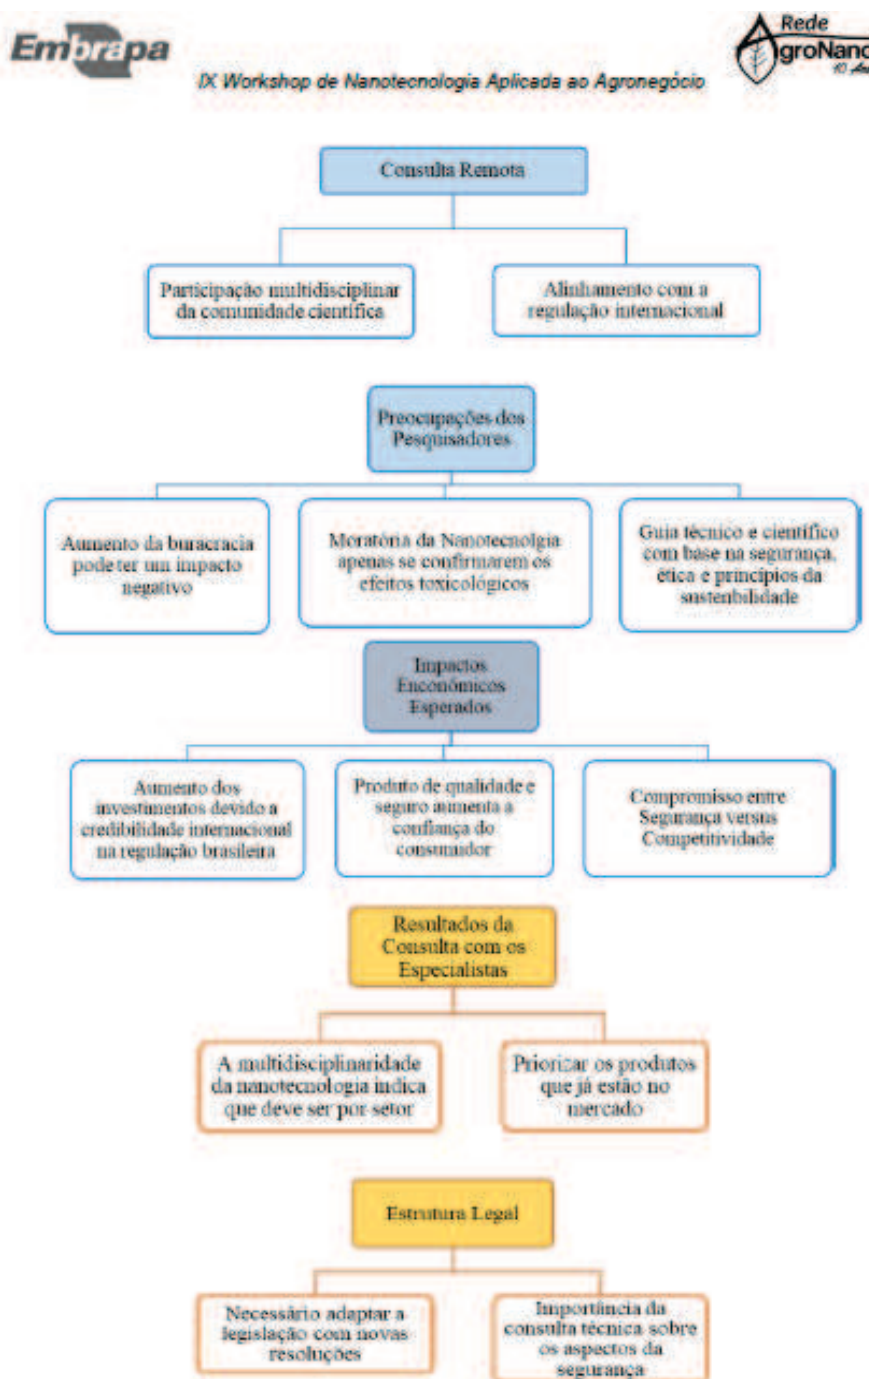 Embrapa
Rede
AgroNano
IX Workshop de Nanotecnologia Aplicada ao Agronegócio
Consulta Remota
Participação multidisciplinar
da comunidade científica
Alinhamento com a
regulação internacional
Preocupações dos
Pesquisadores
Aumento da buracracia
pode ter um impacto
negativo
Moratória da Nanotecnolgia
apenas se confirmarem os
efeitos toxicológicos
Guia técnico e científico
com base na segurança,
ética e princípios da
sustenbilidade
Impactos
Enconômicos
Esperados
Aumento dos
investimentos devido a
credibilidade internacional
na regulação brasileira
Produto de qualidade e
seguro aumenta a
confiança do
consumidor
Compromisso entre
Segurança versus
Competitividade
Resultados da
Consulta com os
Especialistas
A multidisciplinaridade
da nanotecnologia indica
que deve ser por setor
Priorizar os produtos
que já estão no
mercado
Estrutura Legal
Necessário adaptar a
legislação com novas
resoluções
Importância da
consulta técnica sobre
os aspectos da
segurança